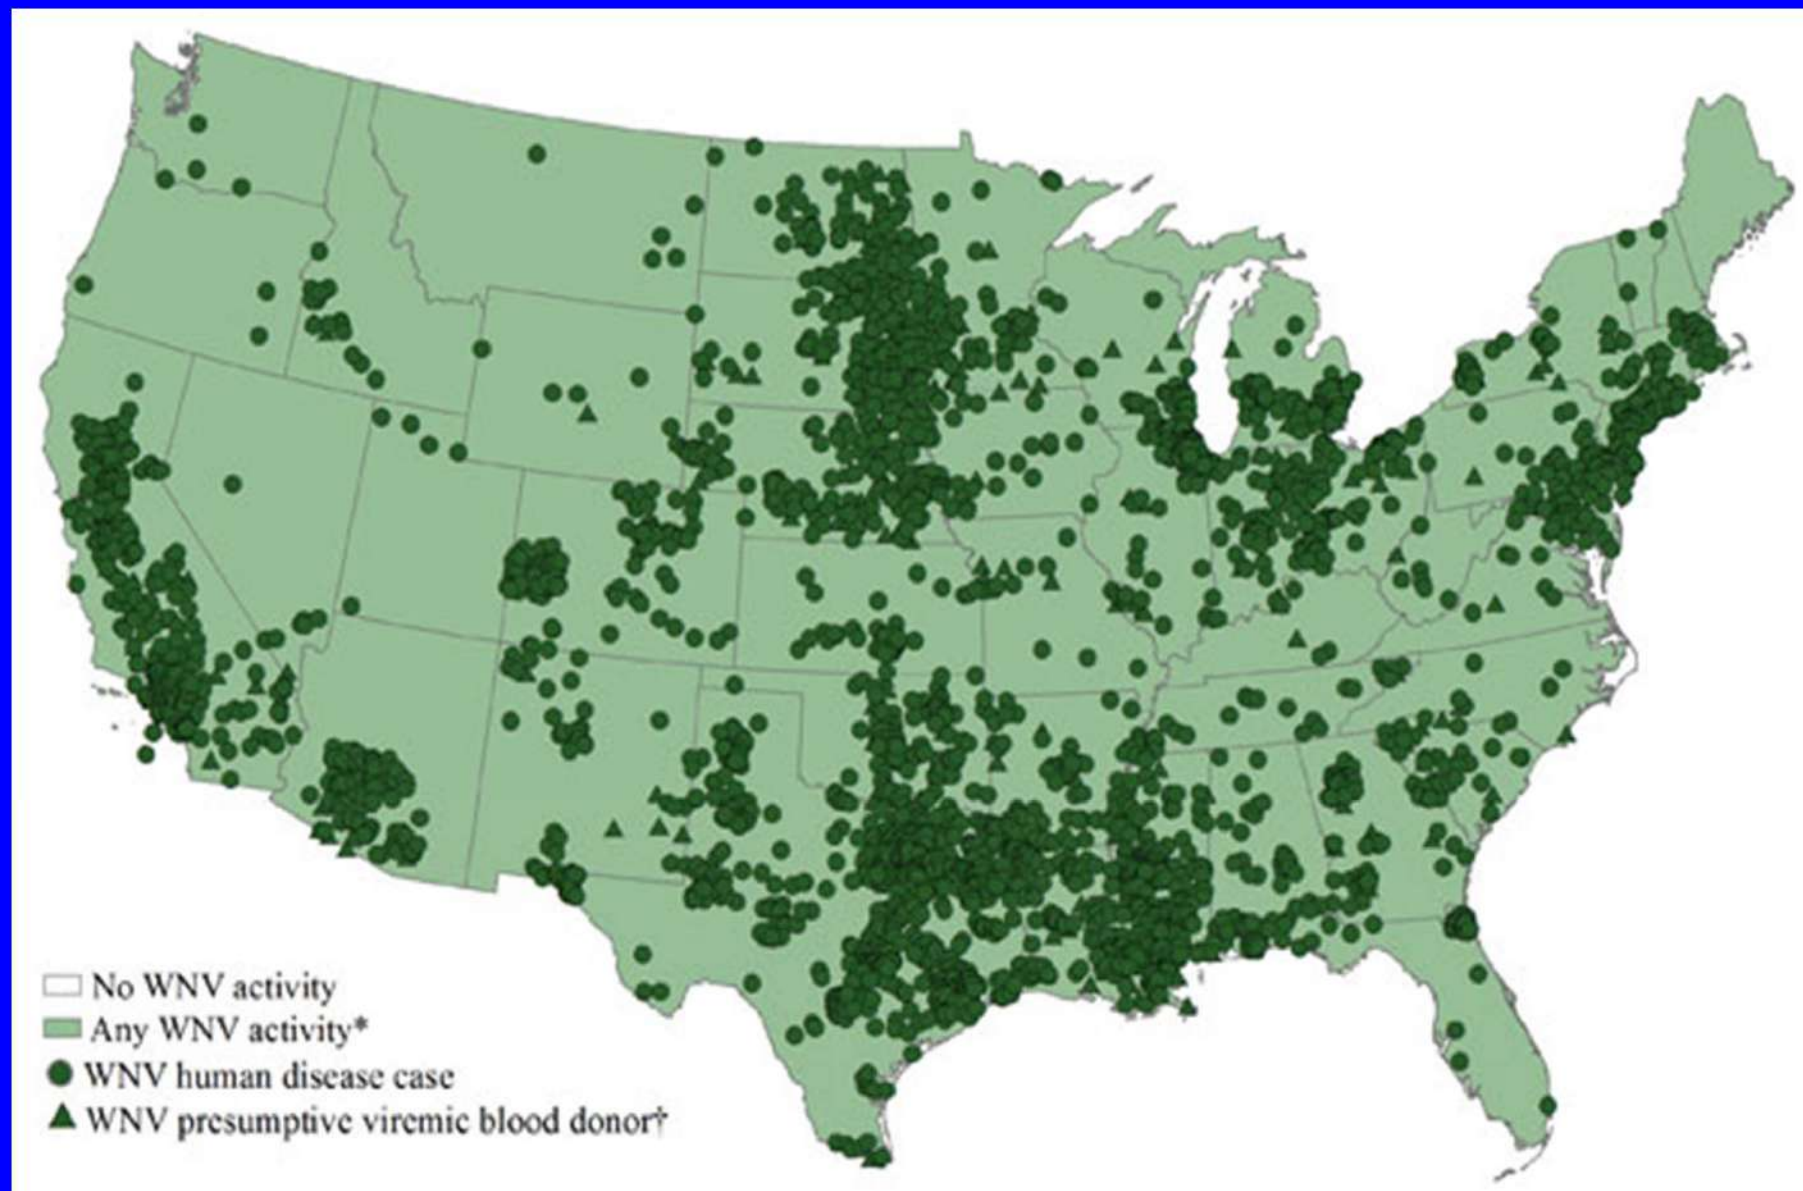 No WNV activity
Any WNV activity*
WNV human disease case
WNV presumptive viremic blood donor†